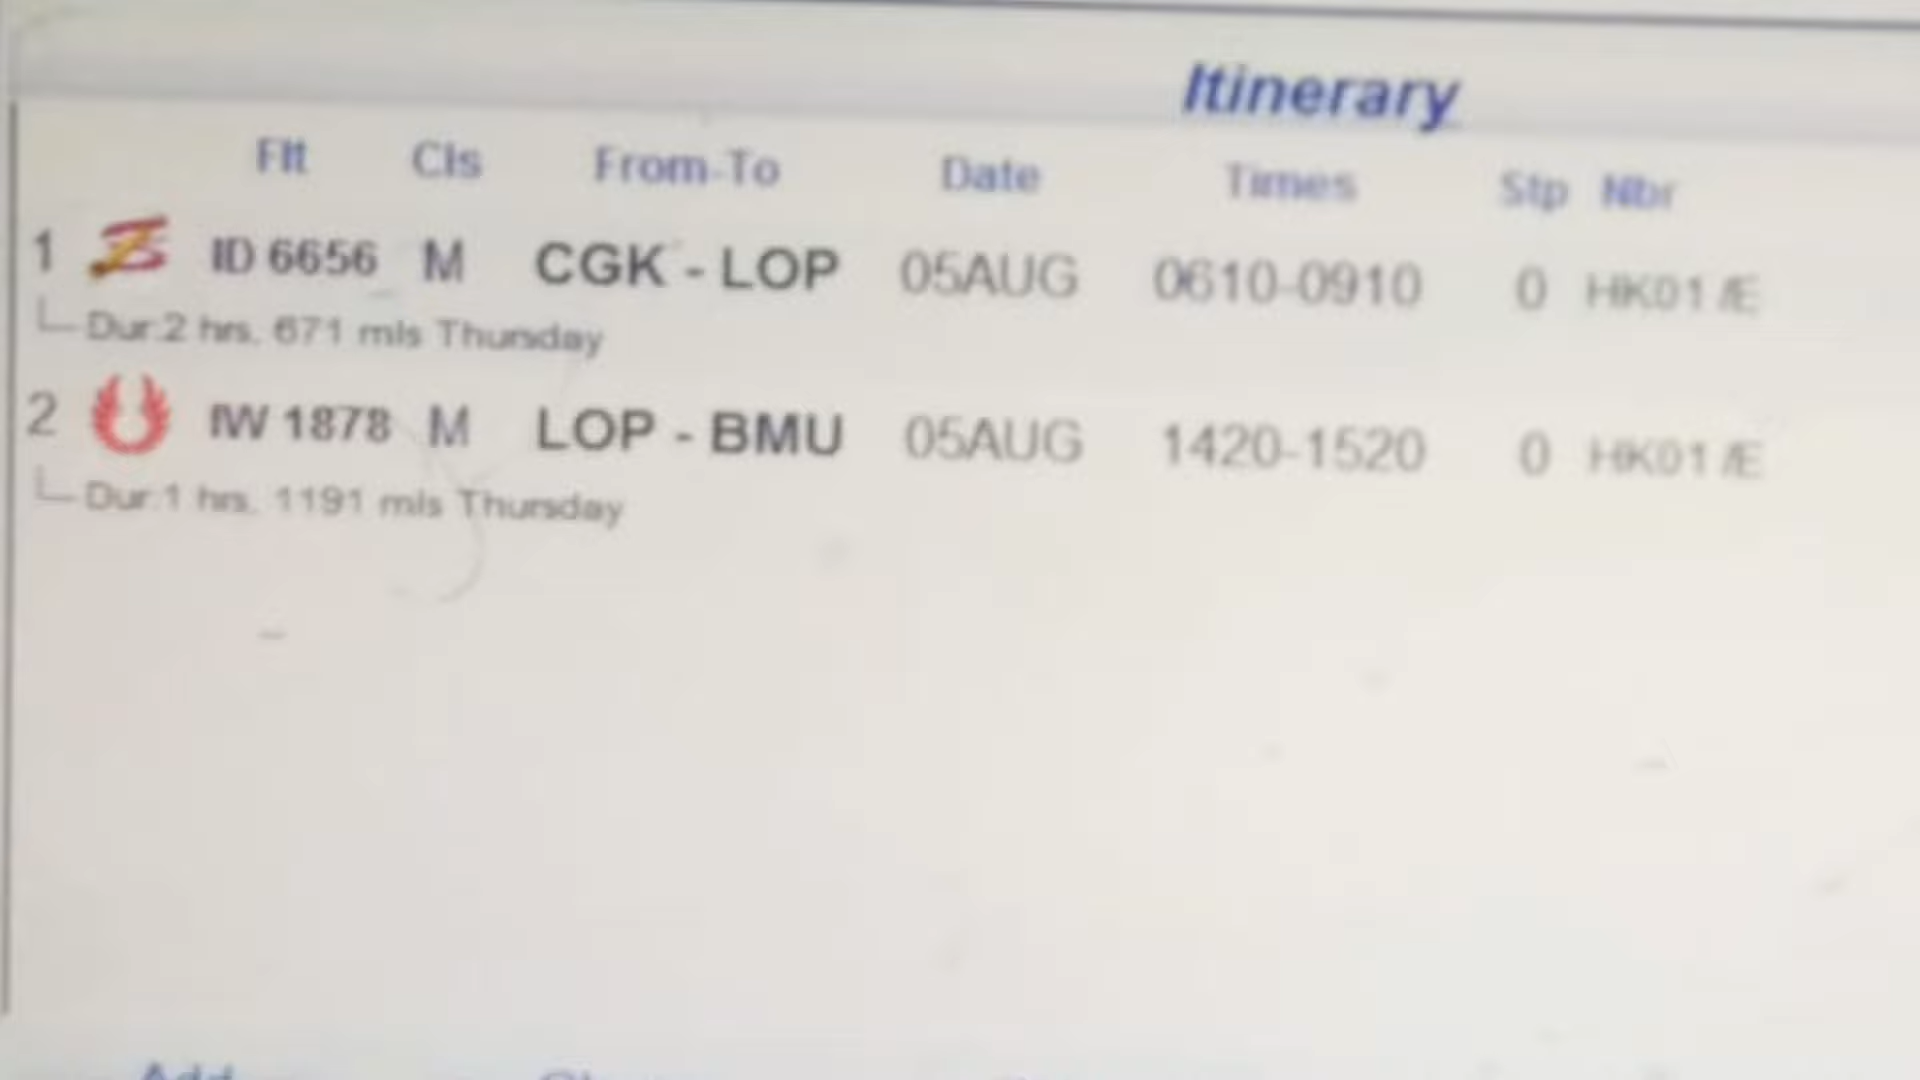 Itinerary
Flt Cls From-To Date Times Stp Nbr
1 ID 6656 M CGK - LOP 05AUG 0610-0910 0 HK01 /E
Dur:2 hrs, 671 mls Thursday
2 IW 1878 M LOP - BMU 05AUG 1420-1520 0 HK01 /E
Dur:1 hrs, 1191 mls Thursday